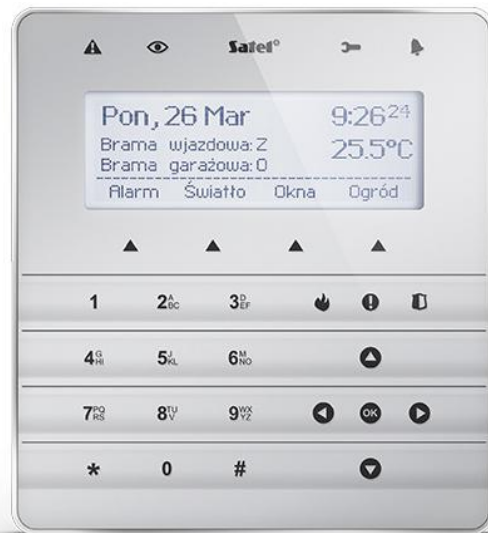 Satel®
Pon, 26 Mar 9:26 24
Brama wjazdowa: Z 25.5°C
Brama garażowa: O
Alarm Światło Okna Ogród
1 2 ABC 3 DEF
4 GHI 5 JKL 6 MNO
7 PQRS 8 TUV 9 WXYZ OK
* 0 #